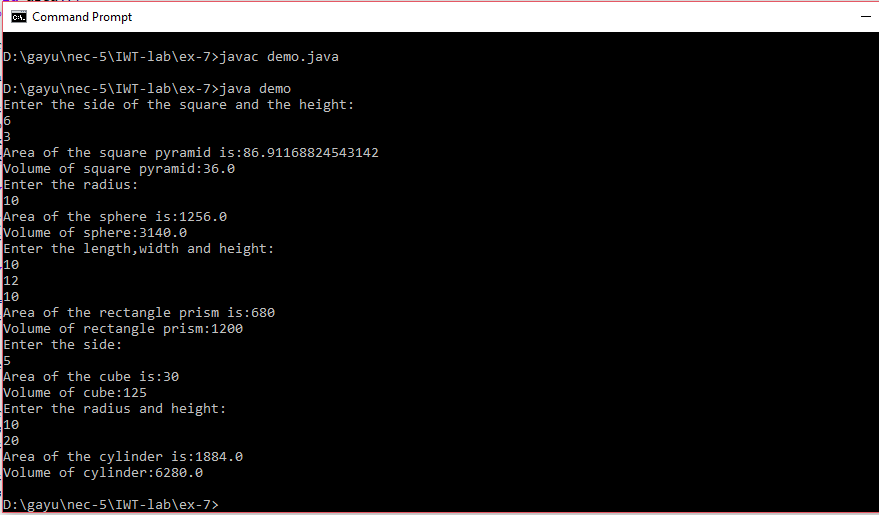 Command Prompt
D:\gayu\nec-5\IWT-lab\ex-7>javac demo.java
D:\gayu\nec-5\IWT-lab\ex-7>java demo
Enter the side of the square and the height:
6
3
Area of the square pyramid is:86.91168824543142
Volume of square pyramid:36.0
Enter the radius:
10
Area of the sphere is:1256.0
Volume of sphere:3140.0
Enter the length,width and height:
10
12
10
Area of the rectangle prism is:680
Volume of rectangle prism:1200
Enter the side:
5
Area of the cube is:30
Volume of cube:125
Enter the radius and height:
10
20
Area of the cylinder is:1884.0
Volume of cylinder:6280.0
D:\gayu\nec-5\IWT-lab\ex-7>